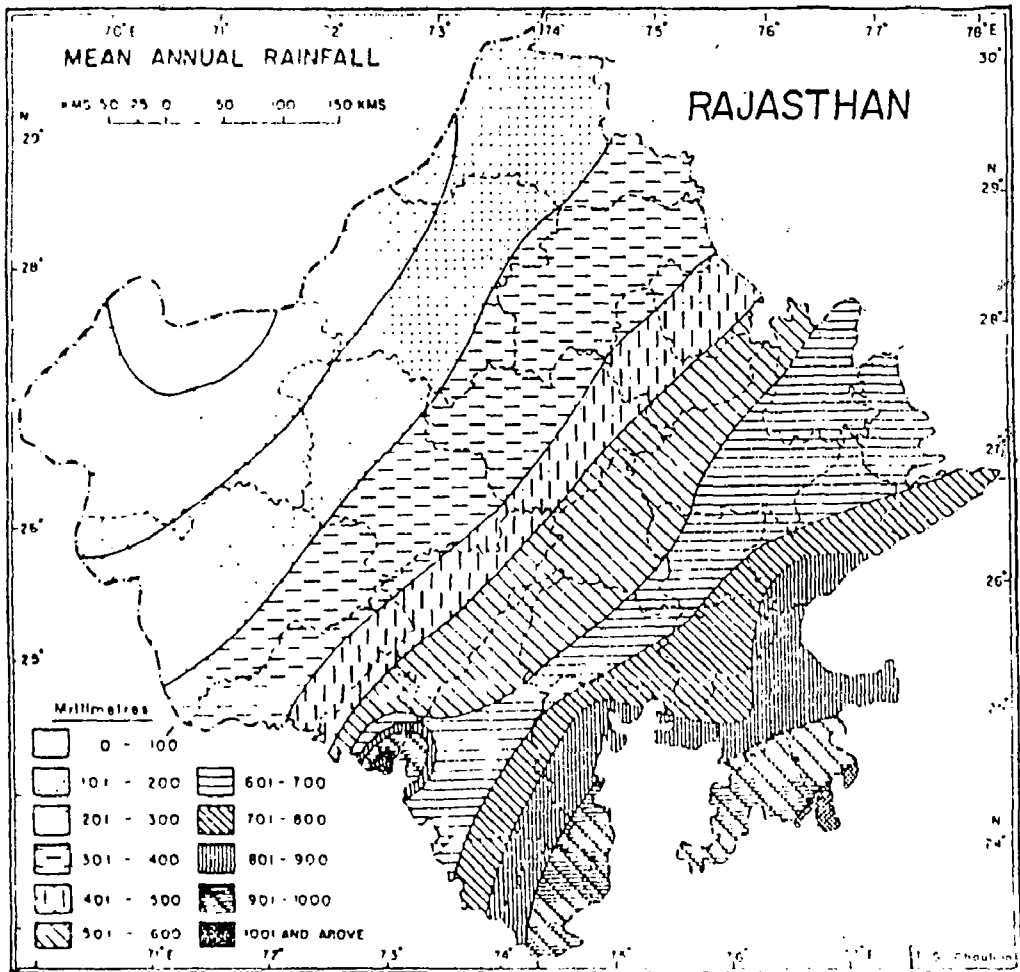 70°E 71° 72° 73° 74° 75° 76° 77° 78°E
30°
MEAN ANNUAL RAINFALL
KMS 50 25 0 50 100 150 KMS
RAJASTHAN
N
29°
N
29°
28°
28°
27°
26°
26°
25°
Millimetres
0 - 100
101 - 200
201 - 300
301 - 400
401 - 500
501 - 600
601 - 700
701 - 800
801 - 900
901 - 1000
1001 AND ABOVE
N
24°
71° 72° 73° 74° 75° 76° 77°